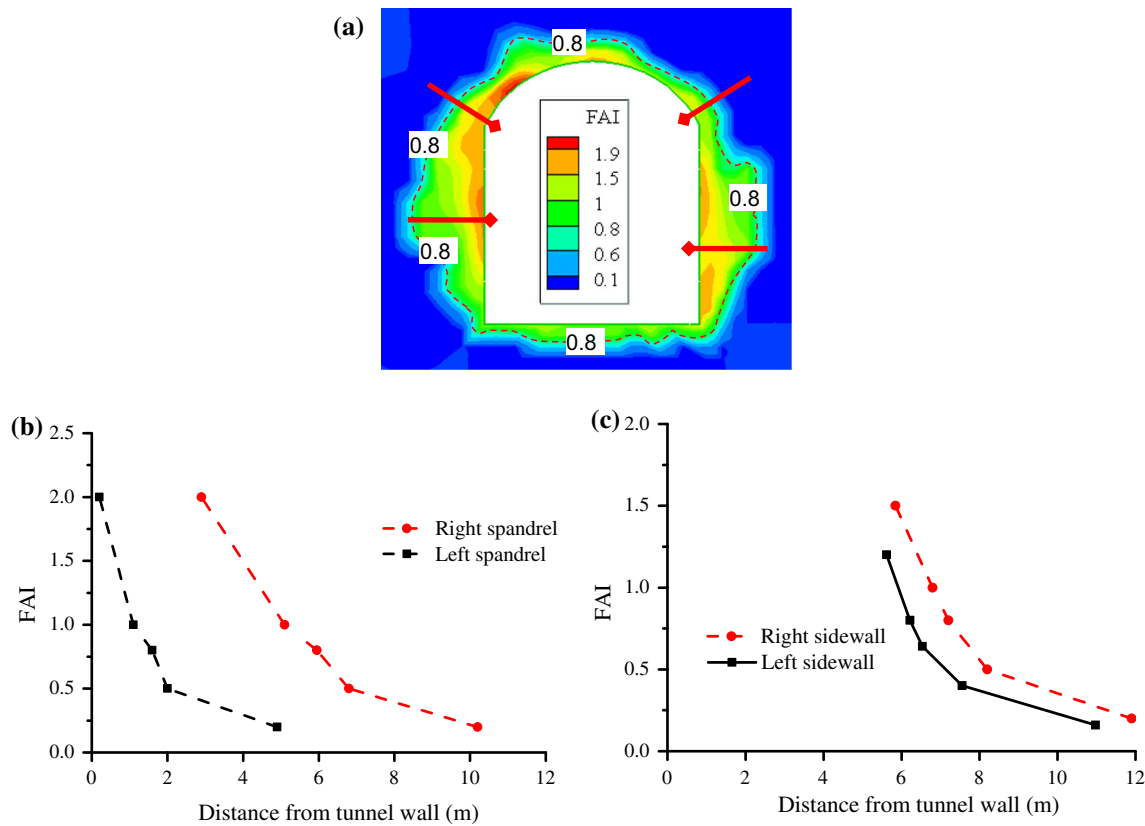 (a)
0.8
0.8
0.8
0.8
0.8
FAI
1.9
1.5
1
0.8
0.6
0.1
(b)
2.5
2.0
1.5
1.0
0.5
0.0
FAI
0 2 4 6 8 10 12
Distance from tunnel wall (m)
Right spandrel
Left spandrel
(c)
2.0
1.5
1.0
0.5
0.0
FAI
0 2 4 6 8 10 12
Distance from tunnel wall (m)
Right sidewall
Left sidewall